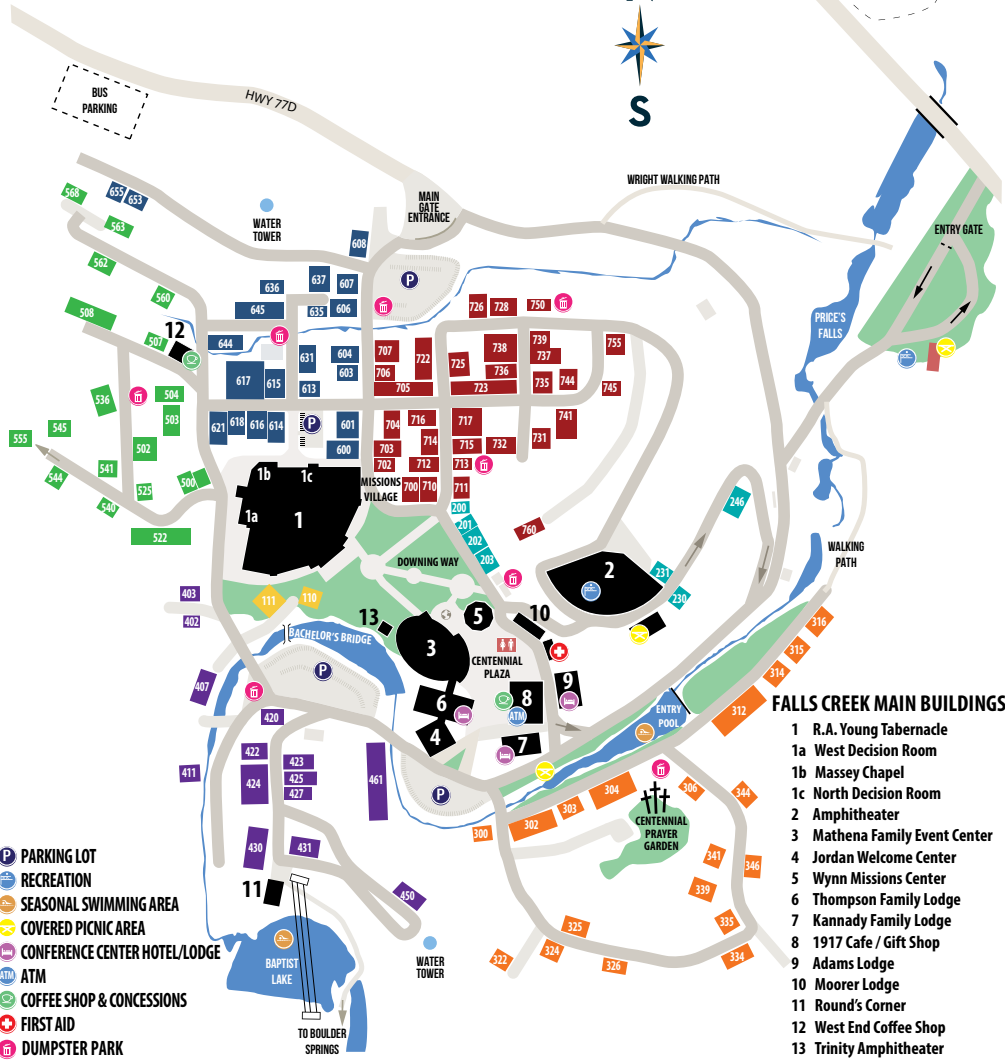 S
BUS
PARKING
HWY 77D
WRIGHT WALKING PATH
MAIN
GATE
ENTRANCE
568
655
653
563
WATER
TOWER
608
ENTRY GATE
562
560
637
607
636
P
508
645
635
606
726
728
750
PRICE'S
FALLS
12
507
644
631
604
603
707
706
722
725
738
736
739
737
755
617
615
613
705
723
735
744
745
536
504
503
621
618
616
614
P
601
600
704
703
702
716
714
712
717
715
713
732
731
741
545
555
502
541
544
525
500
540
522
1b
1c
1a
1
MISSIONS
VILLAGE
700
710
711
200
201
202
203
760
246
DOWNING WAY
2
231
230
WALKING
PATH
403
402
111
110
BACHELOR'S BRIDGE
13
3
5
10
CENTENNIAL
PLAZA
316
315
314
312
407
P
6
4
8
ATM
9
7
ENTRY
POOL
420
422
423
425
427
424
411
461
P
304
303
302
300
306
344
CENTENNIAL
PRAYER
GARDEN
430
431
450
11
341
339
346
335
334
325
324
326
322
WATER
TOWER
BAPTIST
LAKE
TO BOULDER
SPRINGS
P PARKING LOT
RECREATION
SEASONAL SWIMMING AREA
COVERED PICNIC AREA
CONFERENCE CENTER HOTEL/LODGE
ATM ATM
COFFEE SHOP & CONCESSIONS
FIRST AID
DUMPSTER PARK
FALLS CREEK MAIN BUILDINGS
1 R.A. Young Tabernacle
1a West Decision Room
1b Massey Chapel
1c North Decision Room
2 Amphitheater
3 Mathena Family Event Center
4 Jordan Welcome Center
5 Wynn Missions Center
6 Thompson Family Lodge
7 Kannady Family Lodge
8 1917 Cafe / Gift Shop
9 Adams Lodge
10 Moorer Lodge
11 Round's Corner
12 West End Coffee Shop
13 Trinity Amphitheater